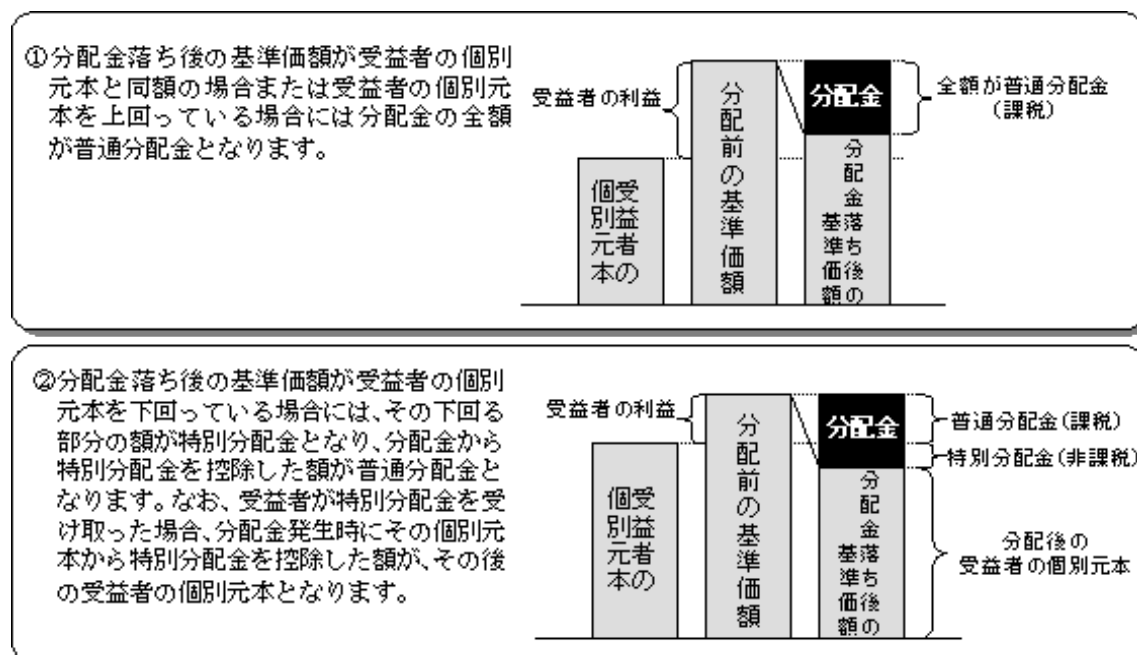 ①分配金落ち後の基準価額が受益者の個別
元本と同額の場合または受益者の個別元
本を上回っている場合には分配金の全額
が普通分配金となります。
受益者の利益
受益者の
個別元本
分配前の基準価額
分配金
分配金落ち後の
基準価額
全額が普通分配金
(課税)
②分配金落ち後の基準価額が受益者の個別
元本を下回っている場合には、その下回る
部分の額が特別分配金となり、分配金から
特別分配金を控除した額が普通分配金と
なります。なお、受益者が特別分配金を受
け取った場合、分配金発生時にその個別元
本から特別分配金を控除した額が、その後
の受益者の個別元本となります。
受益者の利益
受益者の
個別元本
分配前の基準価額
分配金
分配金落ち後の
基準価額
普通分配金(課税)
特別分配金(非課税)
分配後の
受益者の個別元本